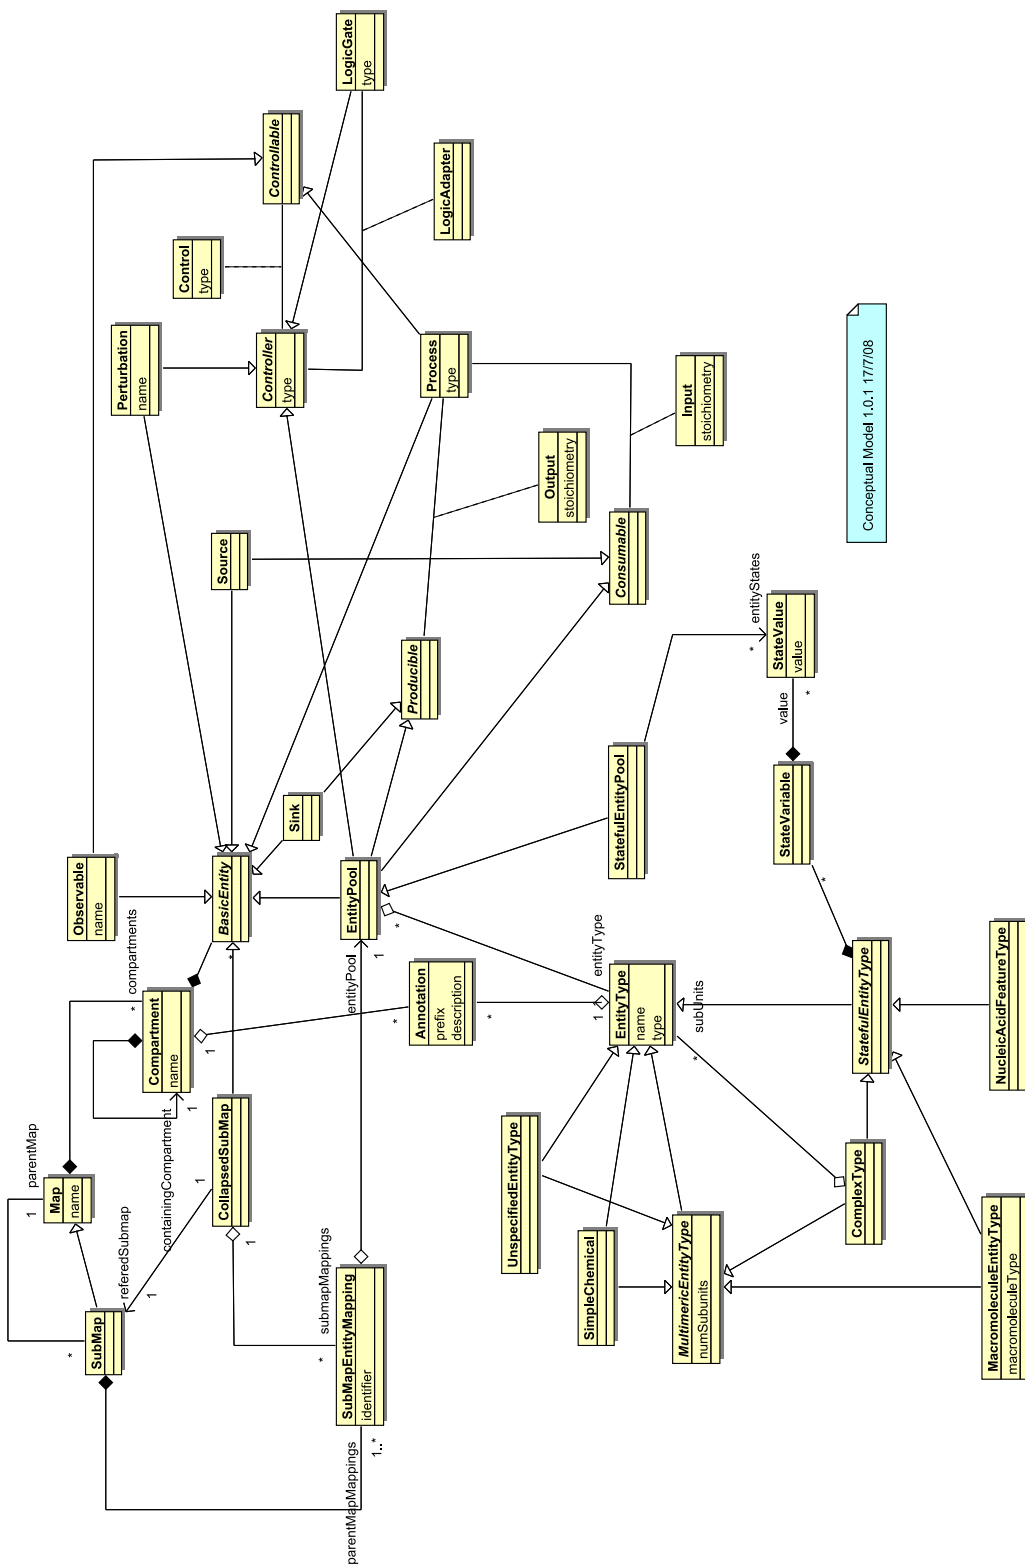 LogicGate
type
Controllable
LogicAdapter
Control
type
Perturbation
name
Controller
type
Process
type
Input
stoichiometry
Conceptual Model 1.0.1 17/7/08
Output
stoichiometry
Source
Consumable
entityStates
*
StateValue
value
Producible
value
*
Sink
StatefulEntityPool
StateVariable
*
Observable
name
BasicEntity
*
EntityPool
*
1
entityPool
compartments
*
Compartment
name
1
1
containingCompartment
Annotation
prefix
description
*
*
entityType
1
EntityType
name
type
subUnits
*
StatefulEntityType
NucleicAcidFeatureType
parentMap
1
Map
name
CollapsedSubMap
1
1
referedSubmap
1
SubMap
*
submapMappings
*
SubMapEntityMapping
identifier
1..*
parentMapMappings
UnspecifiedEntityType
SimpleChemical
MultimericEntityType
numSubunits
ComplexType
MacromoleculeEntityType
macromoleculeType